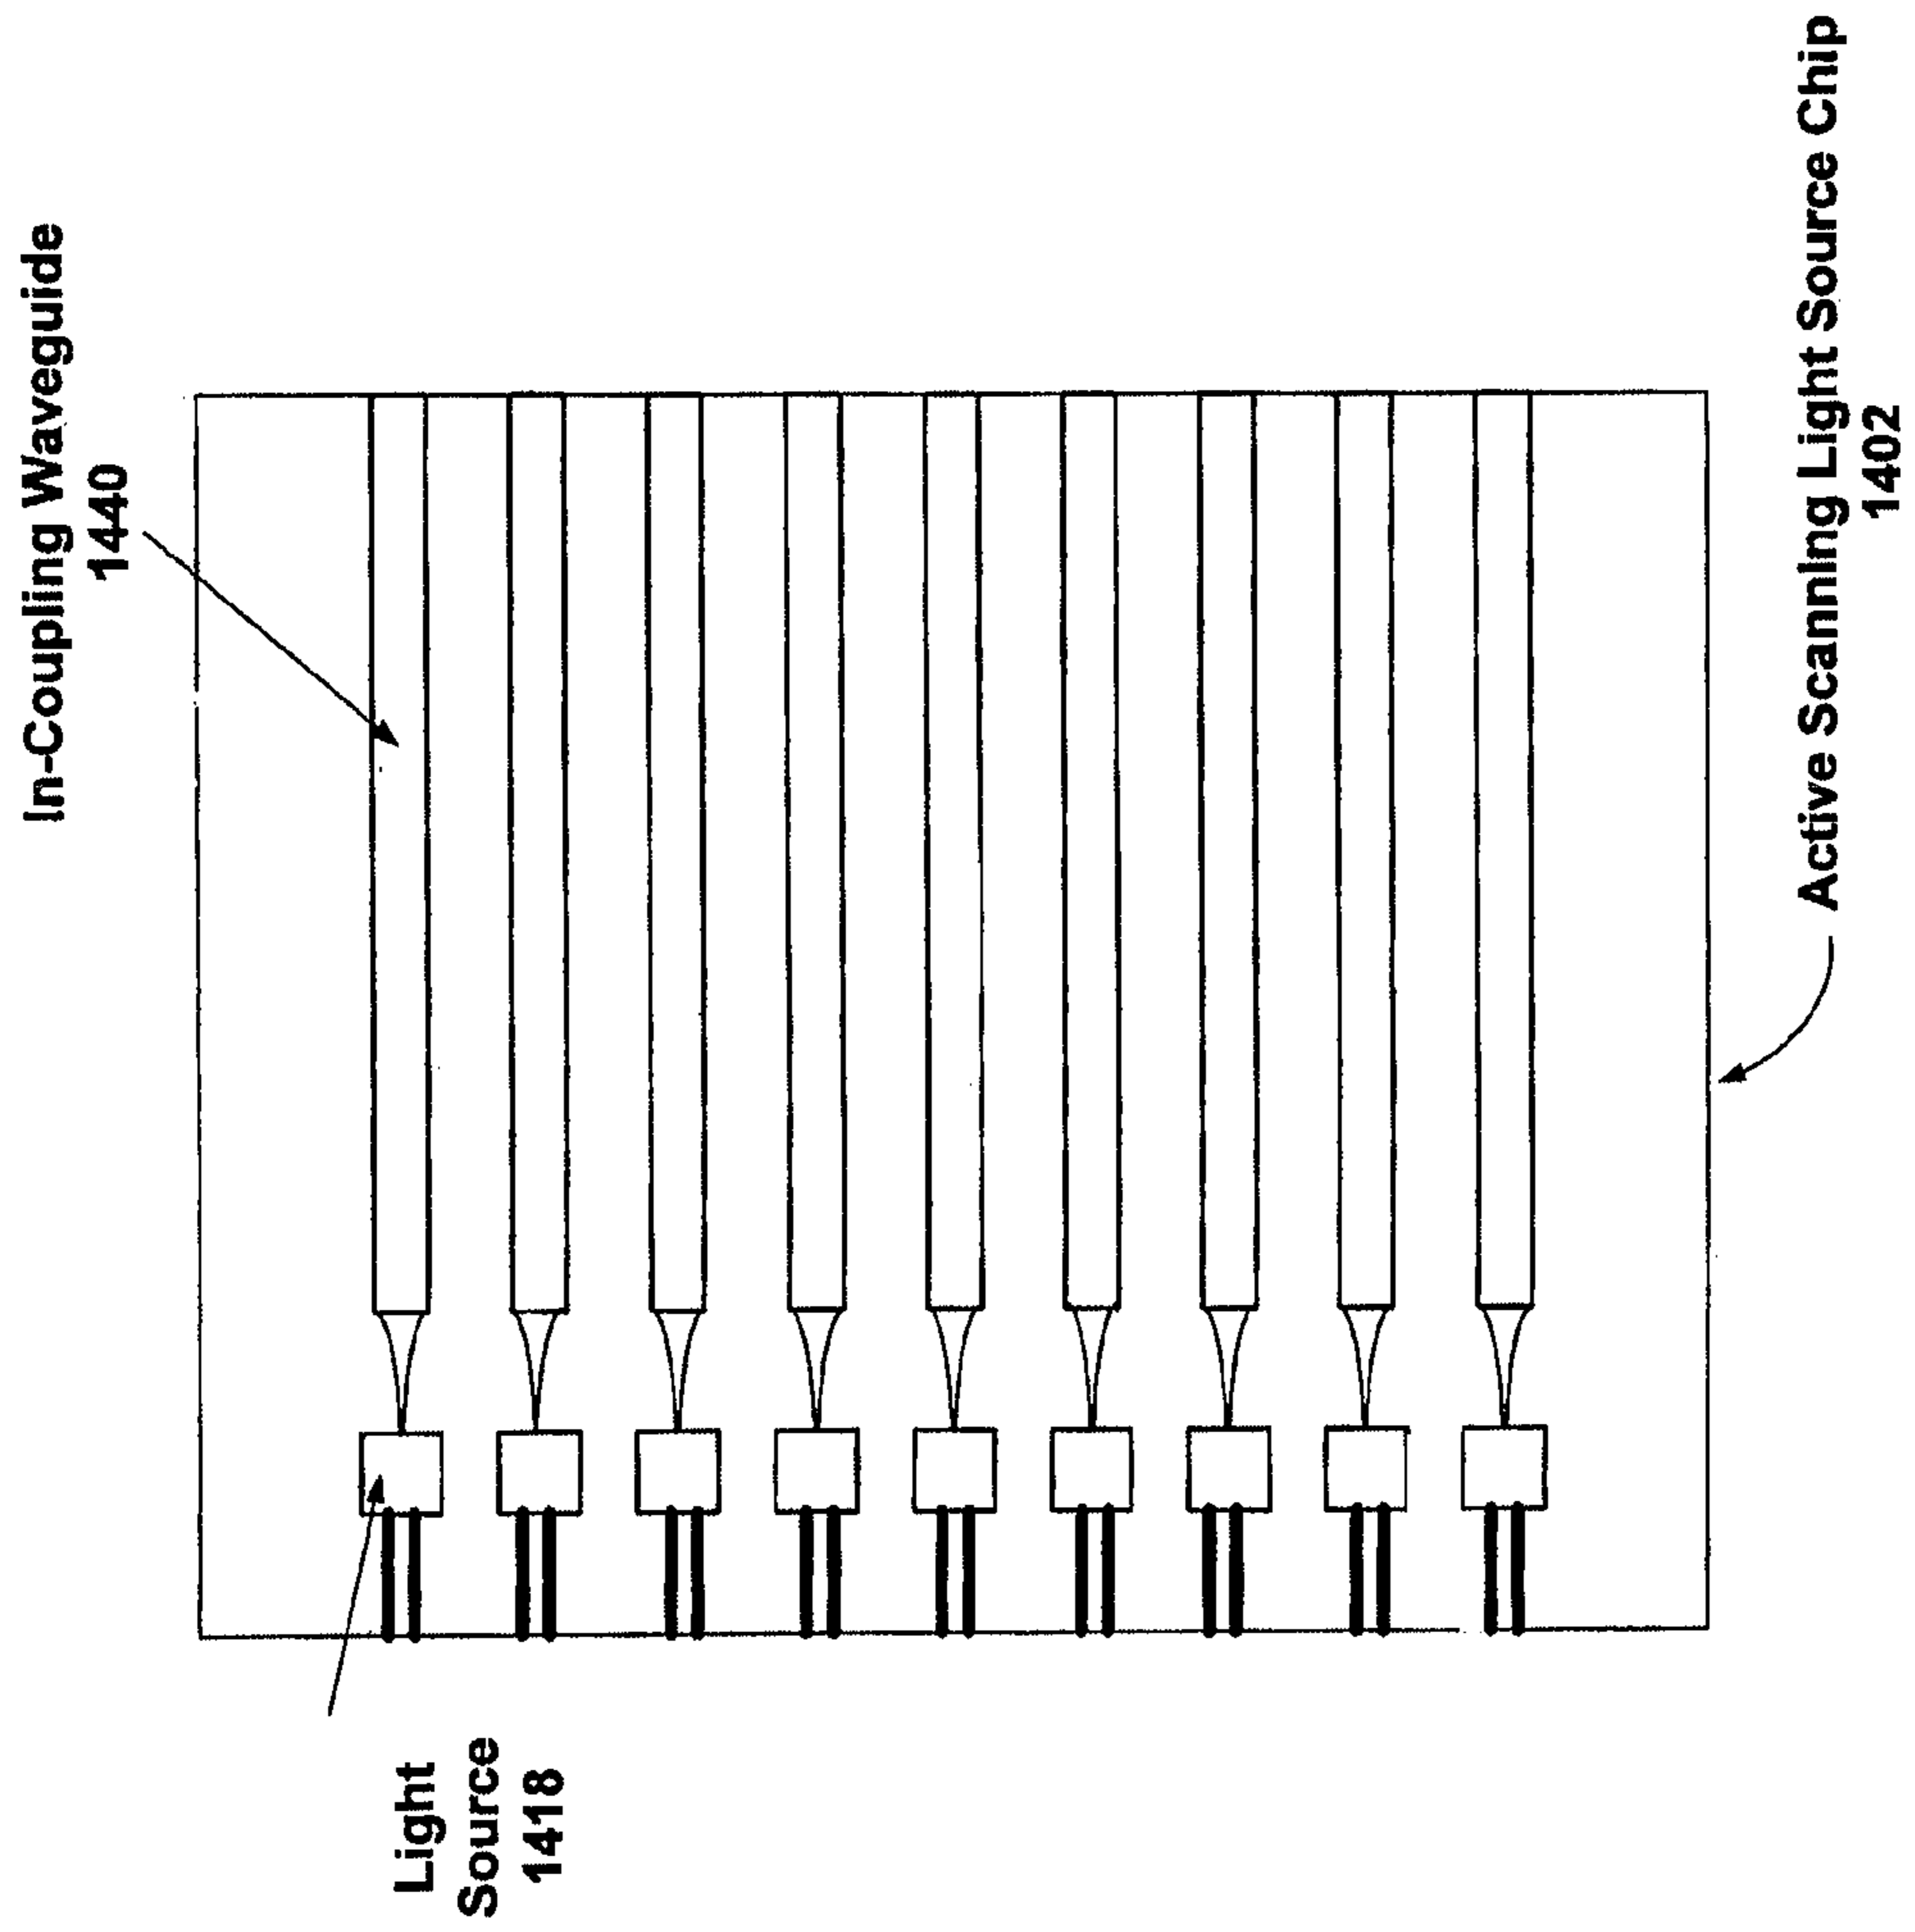 In-Coupling Waveguide
1440
Light
Source
1418
Active Scanning Light Source Chip
1402